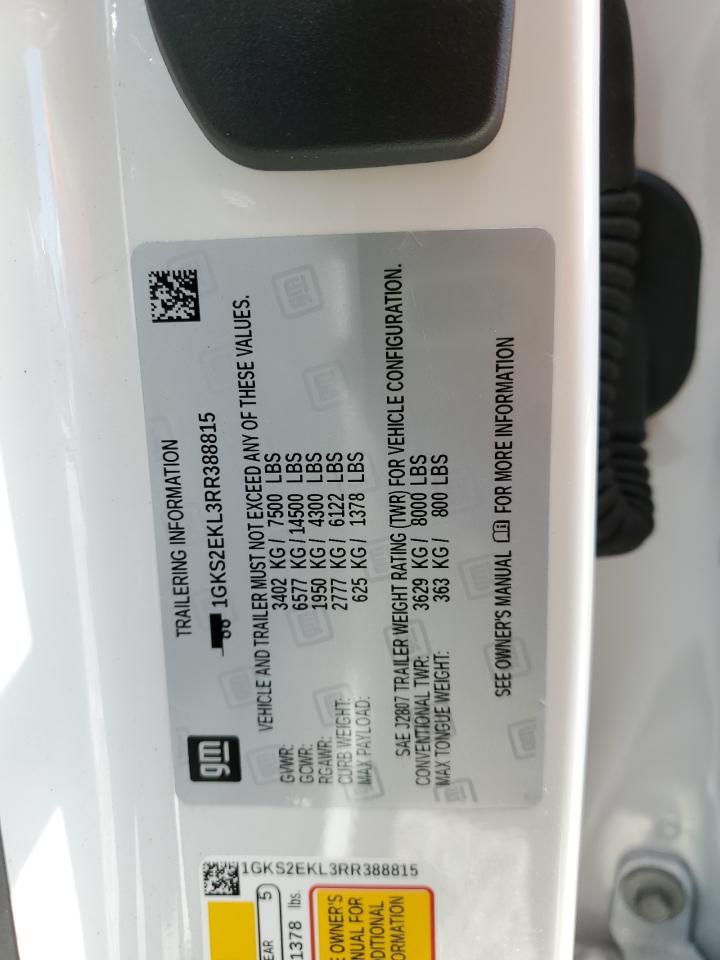 gm
TRAILERING INFORMATION
1GKS2EKL3RR388815
VEHICLE AND TRAILER MUST NOT EXCEED ANY OF THESE VALUES.
GVWR: 3402 KG / 7500 LBS
GCWR: 6577 KG / 14500 LBS
RGAWR: 1950 KG / 4300 LBS
CURB WEIGHT: 2777 KG / 6122 LBS
MAX PAYLOAD: 625 KG / 1378 LBS
SAE J2807 TRAILER WEIGHT RATING (TWR) FOR VEHICLE CONFIGURATION.
CONVENTIONAL TWR: 3629 KG / 8000 LBS
MAX TONGUE WEIGHT: 363 KG / 800 LBS
SEE OWNER'S MANUAL FOR MORE INFORMATION
1GKS2EKL3RR388815
EAR 5
1378 lbs.
OWNER'S
FOR